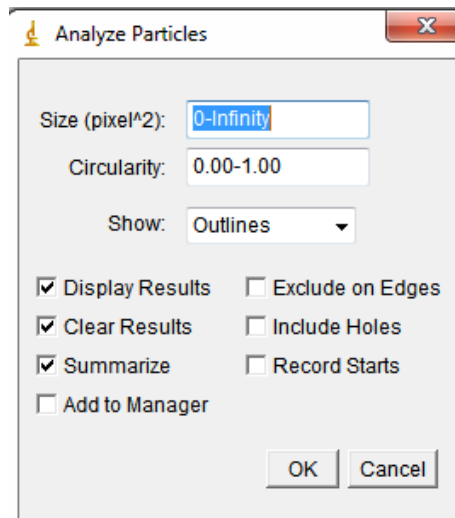 Analyze Particles
Size (pixel^2): 0-Infinity
Circularity: 0.00-1.00
Show: Outlines
Display Results Exclude on Edges
Clear Results Include Holes
Summarize Record Starts
Add to Manager
OK Cancel